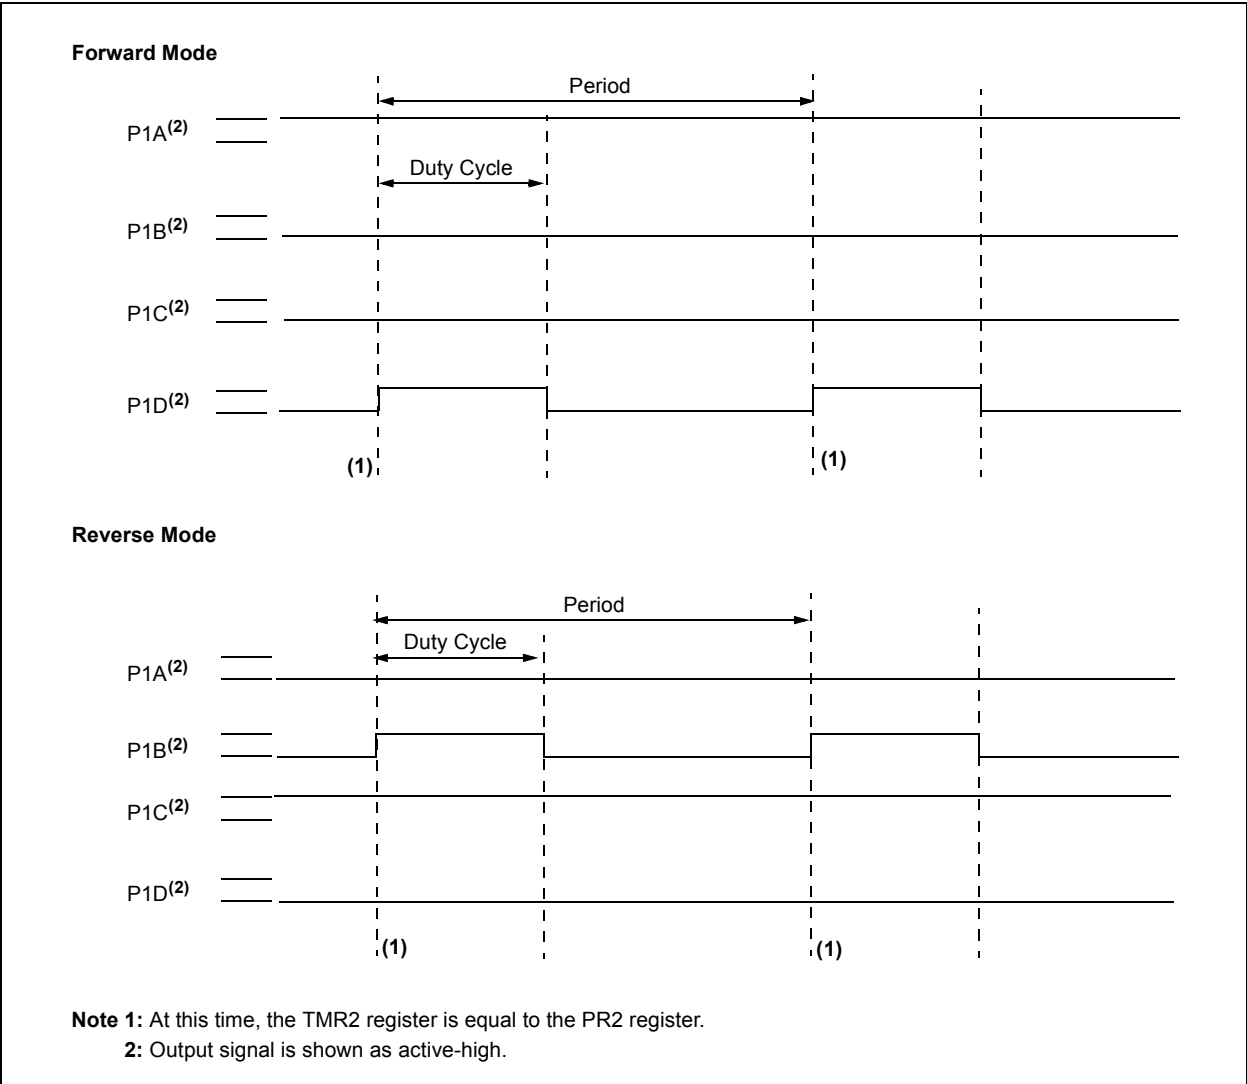 Forward Mode
Period
P1A(2)
Duty Cycle
P1B(2)
P1C(2)
P1D(2)
(1)
(1)
Reverse Mode
Period
Duty Cycle
P1A(2)
P1B(2)
P1C(2)
P1D(2)
(1)
(1)
Note 1: At this time, the TMR2 register is equal to the PR2 register.
2: Output signal is shown as active-high.